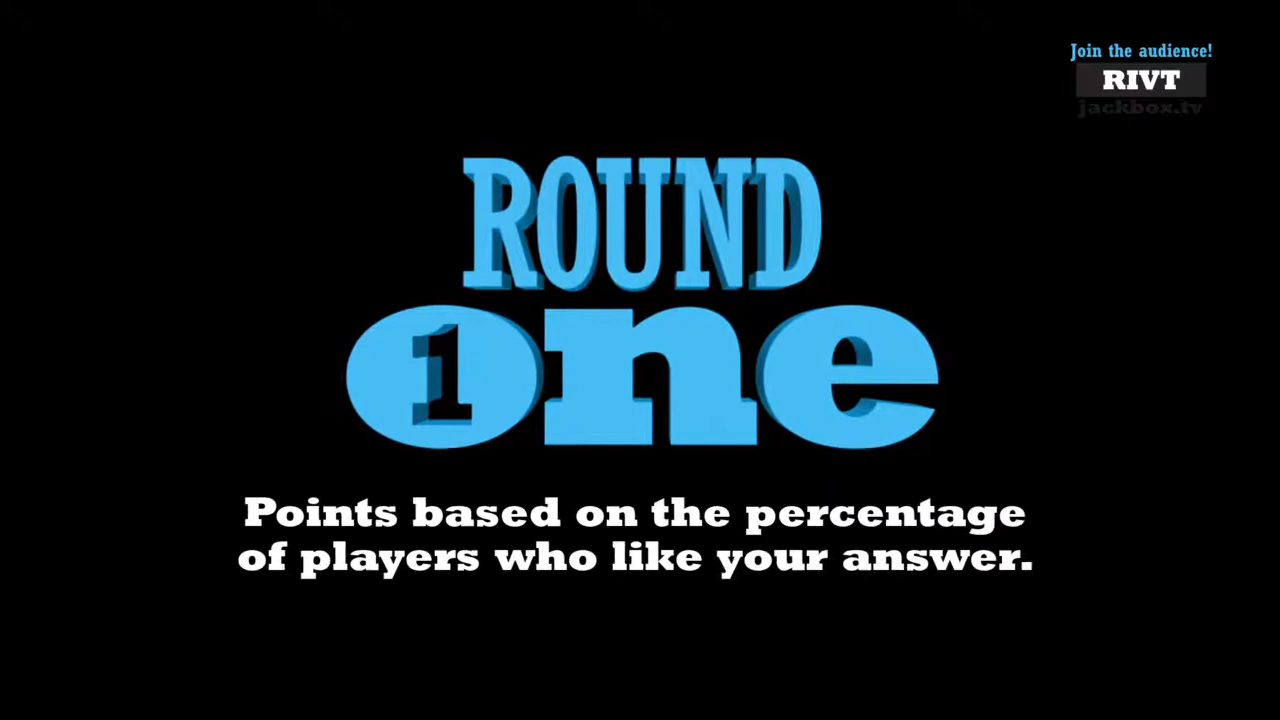 Join the audience!
RIVT
jackbox.tv
ROUND
One
1
Points based on the percentage
of players who like your answer.